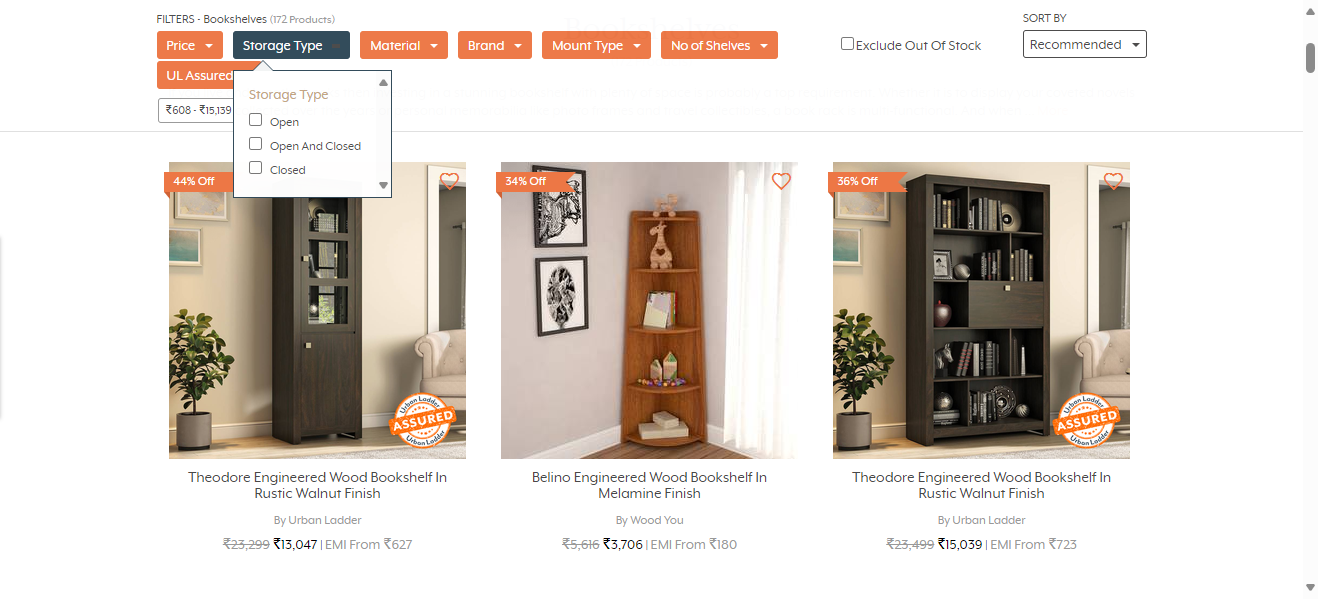 FILTERS - Bookshelves (172 Products)
SORT BY
Price
Storage Type
Material
Brand
Mount Type
No of Shelves
Exclude Out Of Stock
Recommended
UL Assured
₹608 - ₹15,139
Storage Type
Open
Open And Closed
Closed
44% Off
34% Off
36% Off
Urban Ladder
ASSURED
Urban Ladder
Urban Ladder
ASSURED
Urban Ladder
Theodore Engineered Wood Bookshelf In
Rustic Walnut Finish
By Urban Ladder
₹23,299 ₹13,047 | EMI From ₹627
Belino Engineered Wood Bookshelf In
Melamine Finish
By Wood You
₹5,616 ₹3,706 | EMI From ₹180
Theodore Engineered Wood Bookshelf In
Rustic Walnut Finish
By Urban Ladder
₹23,499 ₹15,039 | EMI From ₹723